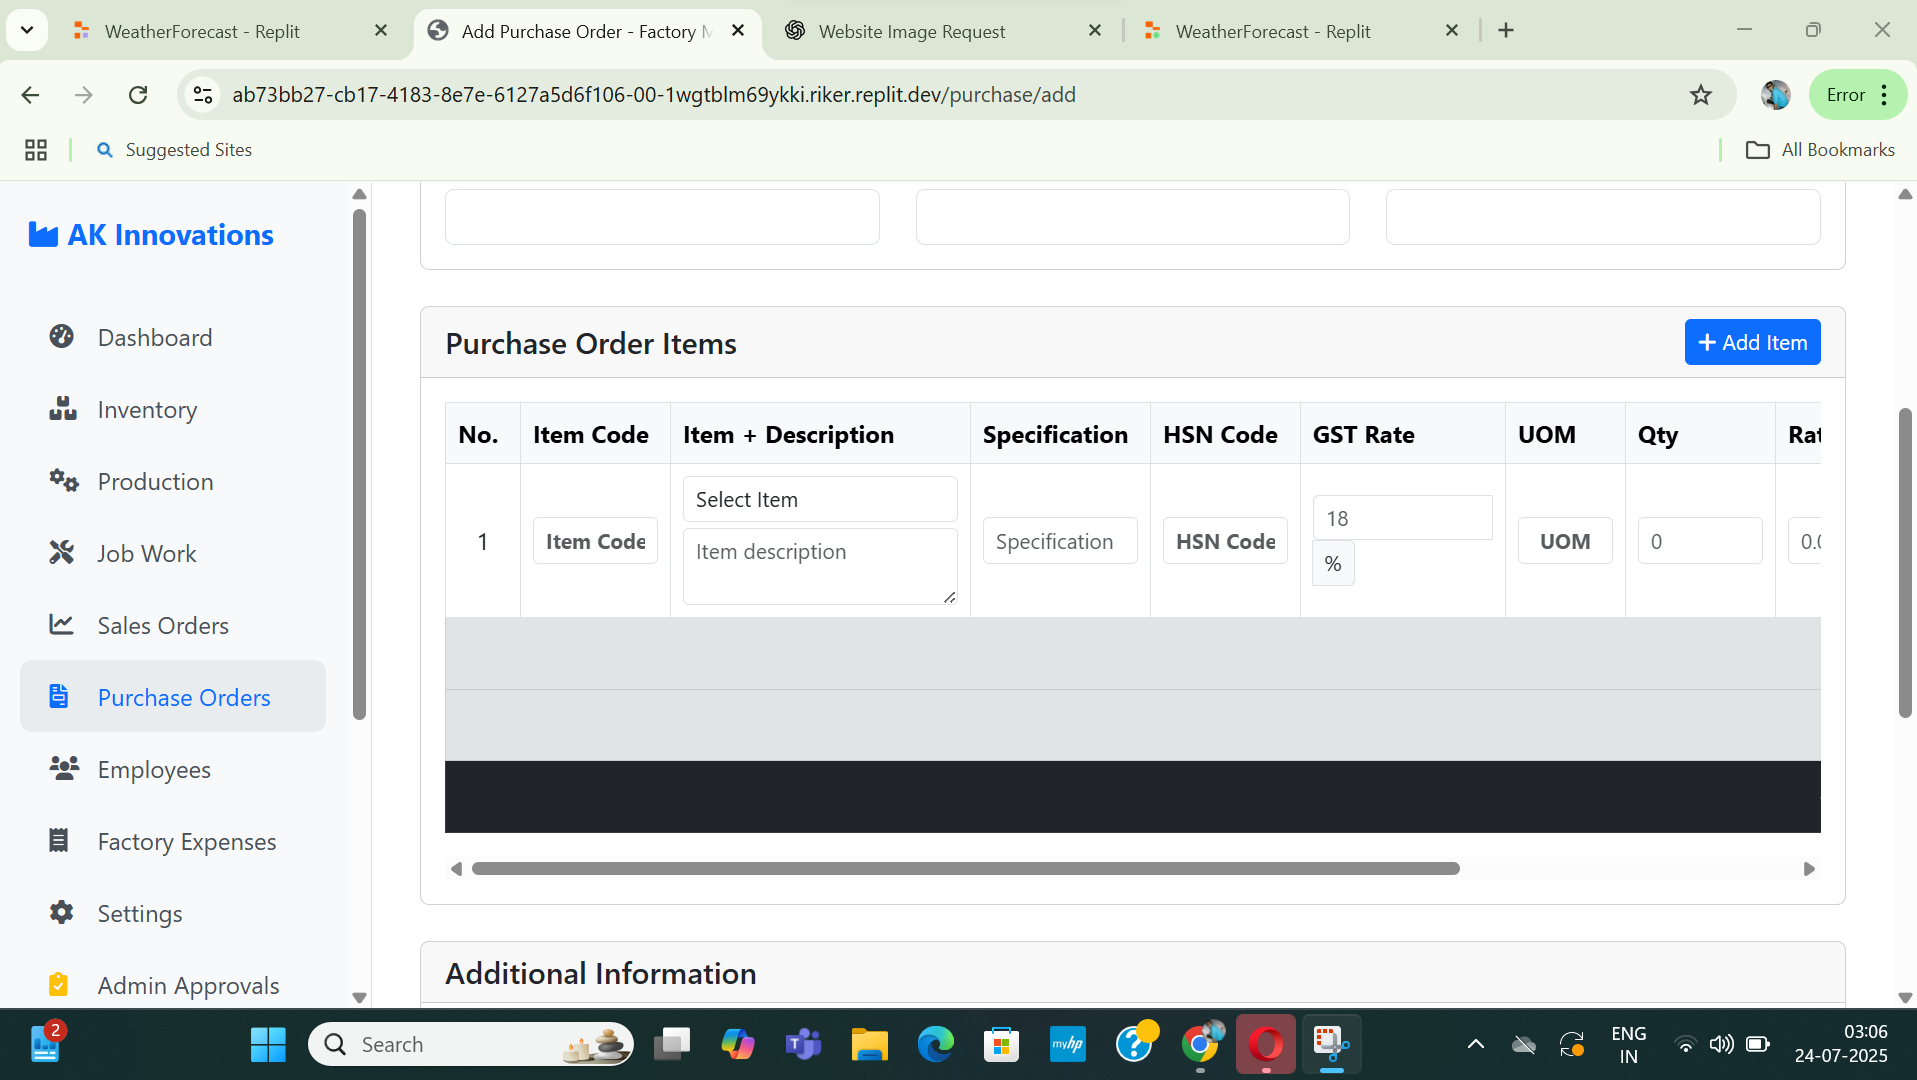 WeatherForecast - Replit
Add Purchase Order - Factory M
Website Image Request
WeatherForecast - Replit
ab73bb27-cb17-4183-8e7e-6127a5d6f106-00-1wgtblm69ykki.riker.replit.dev/purchase/add
Error
Suggested Sites
All Bookmarks
AK Innovations
Dashboard
Inventory
Production
Job Work
Sales Orders
Purchase Orders
Employees
Factory Expenses
Settings
Admin Approvals
Purchase Order Items
+ Add Item
No. Item Code Item + Description Specification HSN Code GST Rate UOM Qty Rat
1 Item Code Select Item Specification HSN Code 18 UOM 0 0.0
Item description %
Additional Information
2
Search
T
myhp
?
ENG
IN
03:06
24-07-2025